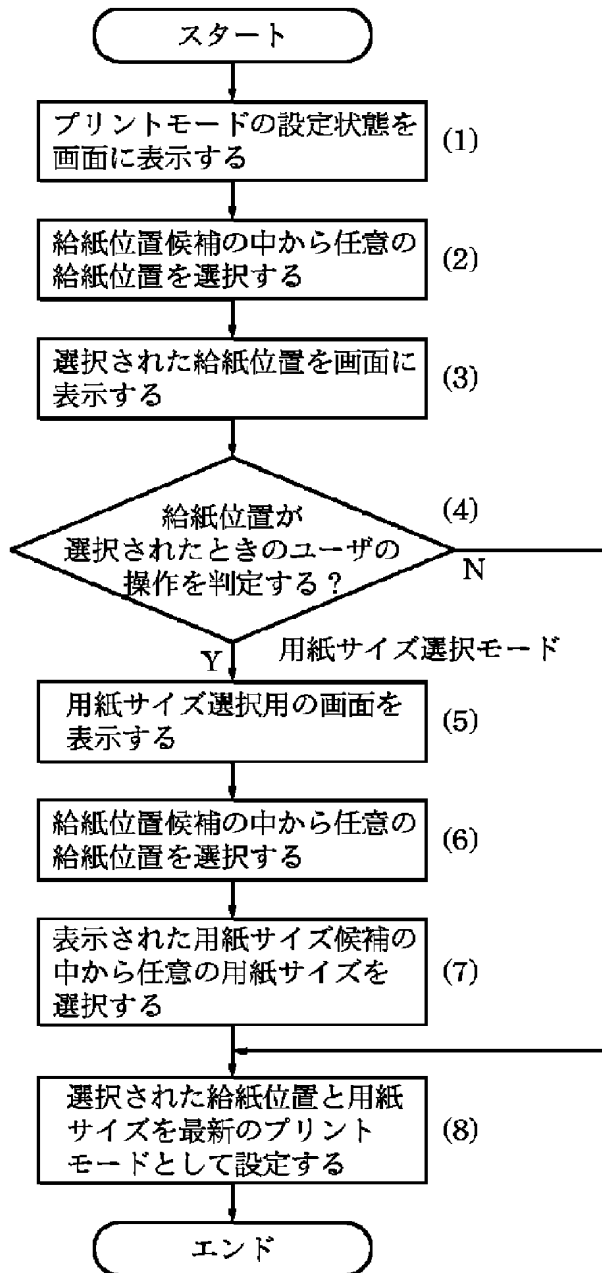 スタート
プリントモードの設定状態を
画面に表示する
(1)
給紙位置候補の中から任意の
給紙位置を選択する
(2)
選択された給紙位置を画面に
表示する
(3)
給紙位置が
選択されたときのユーザの
操作を判定する?
(4)
N
Y
用紙サイズ選択モード
用紙サイズ選択用の画面を
表示する
(5)
給紙位置候補の中から任意の
給紙位置を選択する
(6)
表示された用紙サイズ候補の
中から任意の用紙サイズを
選択する
(7)
選択された給紙位置と用紙
サイズを最新のプリント
モードとして設定する
(8)
エンド